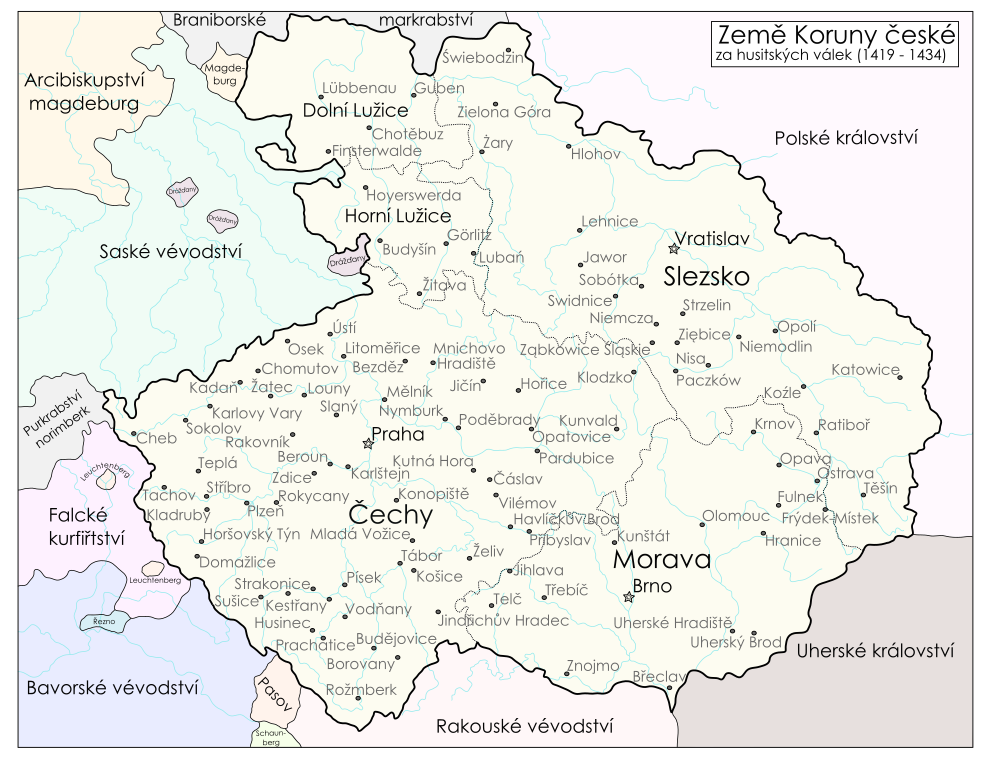 Braniborské
markrabství
Země Koruny české
za husitských válek (1419 - 1434)
Świebodzin
Magde-
burg
Arcibiskupství
magdeburg
Lübbenau
Guben
Dolní Lužice
Zielona Góra
Chotěbuz
Polské království
Finsterwalde
Żary
Hlohov
Drážďany
Hoyerswerda
Drážďany
Horní Lužice
Lehnice
Görlitz
Vratislav
Saské vévodství
Budyšín
Lubań
Jawor
Drážďany
Slezsko
Sobótka
Žitava
Swidnice
Strzelin
Niemcza
Ústí
Opolí
Ziębice
Osek
Litoměřice
Mnichovo
Hradiště
Ząbkowice Śląskie
Niemodlin
Bezděz
Nisa
Chomutov
Katowice
Klodzko
Paczków
Kadaň
Žatec
Louny
Jičín
Hořice
Mělník
Koźle
Purkrabství
norimberk
Karlovy Vary
Slaný
Nymburk
Sokolov
Poděbrady
Kunvald
Krnov
Ratiboř
Cheb
Rakovník
Praha
Opatovice
Beroun
Kutná Hora
Pardubice
Opava
Leuchtenberg
Teplá
Zdice
Karlštejn
Čáslav
Ostrava
Tachov
Stříbro
Rokycany
Konopiště
Vilémov
Těšín
Fulnek
Kladruby
Plzeň
Čechy
Havlíčkův Brod
Olomouc
Frýdek-Místek
Falcké
kurfiřtství
Horšovský Týn
Mladá Vožice
Přibyslav
Kunštát
Hranice
Domažlice
Tábor
Želiv
Morava
Leuchtenberg
Strakonice
Písek
Košice
Jihlava
Třebíč
Brno
Sušice
Kestřany
Telč
Vodňany
Řezno
Husinec
Jindřichův Hradec
Uherské Hradiště
Prachatice
Budějovice
Uherský Brod
Uherské království
Borovany
Znojmo
Břeclav
Bavorské vévodství
Pasov
Rožmberk
Rakouské vévodství
Schaun-
berg